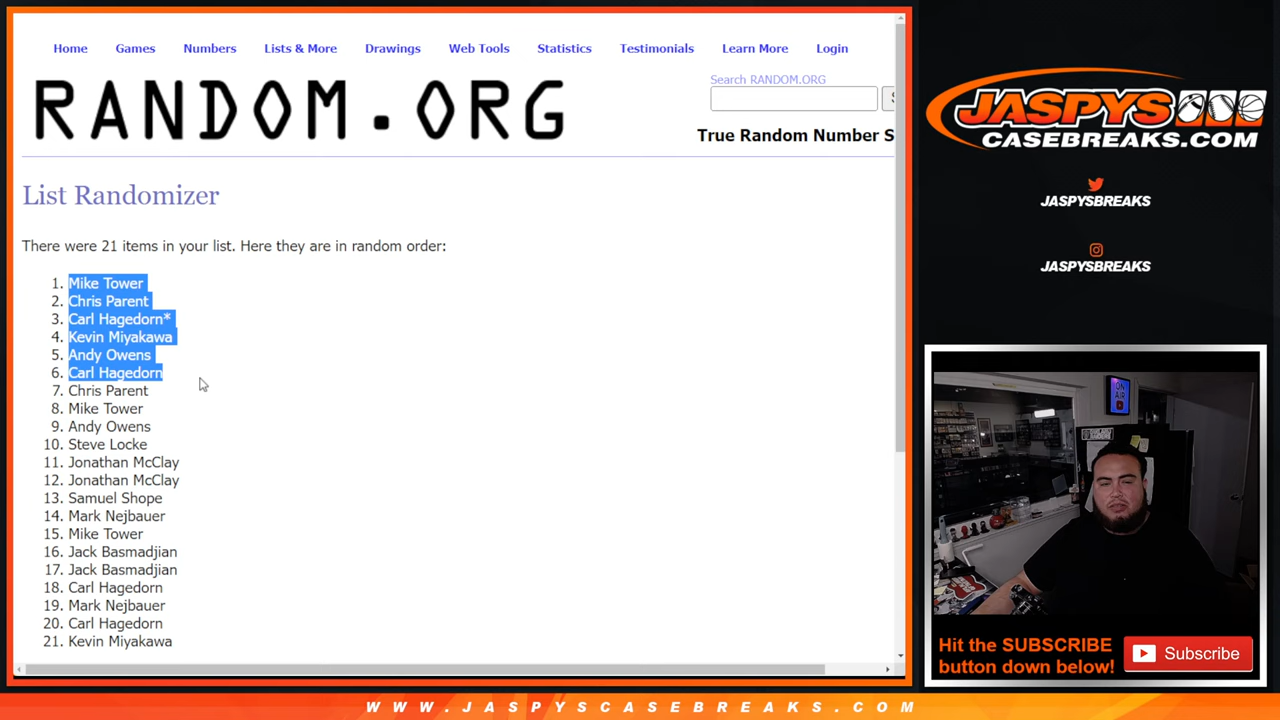 Home Games Numbers Lists & More Drawings Web Tools Statistics Testimonials Learn More Login
RANDOM.ORG
Search RANDOM.ORG
True Random Number S
List Randomizer
There were 21 items in your list. Here they are in random order:
1. Mike Tower
2. Chris Parent
3. Carl Hagedorn*
4. Kevin Miyakawa
5. Andy Owens
6. Carl Hagedorn
7. Chris Parent
8. Mike Tower
9. Andy Owens
10. Steve Locke
11. Jonathan McClay
12. Jonathan McClay
13. Samuel Shope
14. Mark Nejbauer
15. Mike Tower
16. Jack Basmadjian
17. Jack Basmadjian
18. Carl Hagedorn
19. Mark Nejbauer
20. Carl Hagedorn
21. Kevin Miyakawa
JASPYS
CASEBREAKS.COM
JASPYSBREAKS
JASPYSBREAKS
ON
AIR
Hit the SUBSCRIBE
button down below!
Subscribe
WWW.JASPYSCASEBREAKS.COM